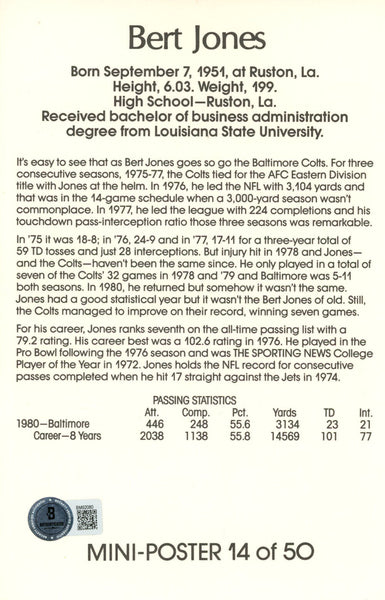 Bert Jones
Born September 7, 1951, at Ruston, La.
Height, 6.03. Weight, 199.
High School—Ruston, La.
Received bachelor of business administration
degree from Louisiana State University.
It's easy to see that as Bert Jones goes so go the Baltimore Colts. For three
consecutive seasons, 1975-77, the Colts tied for the AFC Eastern Division
title with Jones at the helm. In 1976, he led the NFL with 3,104 yards and
that was in the 14-game schedule when a 3,000-yard season wasn't
commonplace. In 1977, he led the league with 224 completions and his
touchdown pass-interception ratio those three seasons was remarkable.
In '75 it was 18-8; in '76, 24-9 and in '77, 17-11 for a three-year total of
59 TD tosses and just 28 interceptions. But injury hit in 1978 and Jones—
and the Colts—haven't been the same since. He only played in a total of
seven of the Colts' 32 games in 1978 and '79 and Baltimore was 5-11
both seasons. In 1980, he returned but somehow it wasn't the same.
Jones had a good statistical year but it wasn't the Bert Jones of old. Still,
the Colts managed to improve on their record, winning seven games.
For his career, Jones ranks seventh on the all-time passing list with a
79.2 rating. His career best was a 102.6 rating in 1976. He played in the
Pro Bowl following the 1976 season and was THE SPORTING NEWS College
Player of the Year in 1972. Jones holds the NFL record for consecutive
passes completed when he hit 17 straight against the Jets in 1974.
PASSING STATISTICS
Att. Comp. Pct. Yards TD Int.
1980—Baltimore 446 248 55.6 3134 23 21
Career—8 Years 2038 1138 55.8 14569 101 77
MINI-POSTER 14 of 50